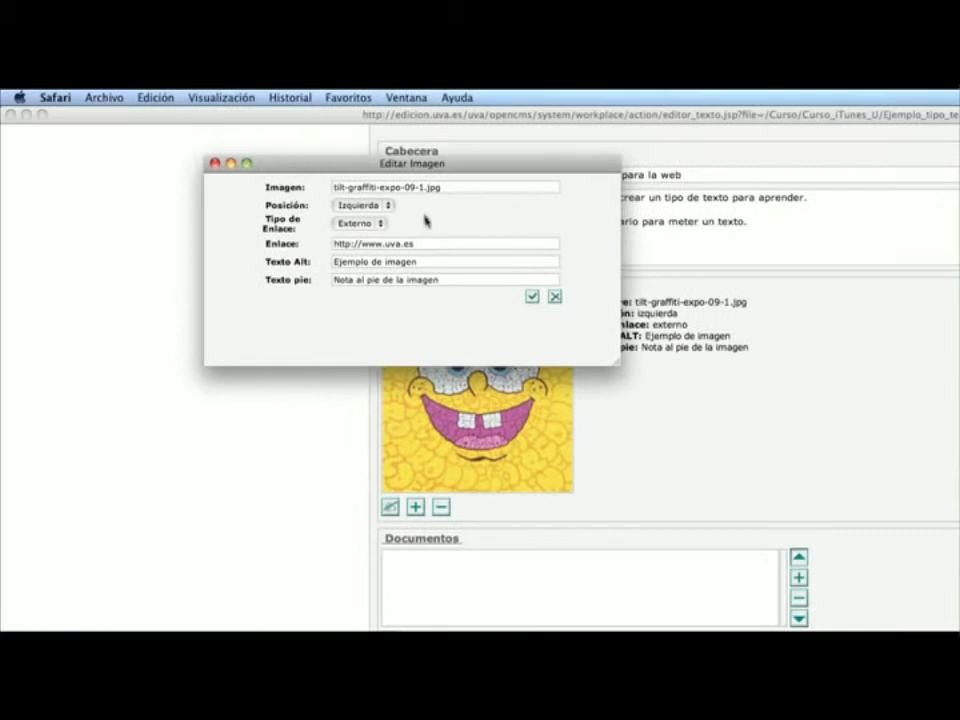 Safari Archivo Edición Visualización Historial Favoritos Ventana Ayuda
http://edicion.uva.es/uva/opencms/system/workplace/action/editor_texto.jsp?file=/Curso/Curso_iTunes_U/Ejemplo_tipo_te
Cabecera
Editar Imagen
para la web
Imagen: tilt-graffiti-expo-09-1.jpg
crear un tipo de texto para aprender.
Posición: Izquierda
Tipo de
Enlace: Externo
ario para meter un texto.
Enlace: http://www.uva.es
Texto Alt: Ejemplo de imagen
Texto pie: Nota al pie de la imagen
e: tilt-graffiti-expo-09-1.jpg
ón: izquierda
nlace: externo
ALT: Ejemplo de imagen
pie: Nota al pie de la imagen
Documentos